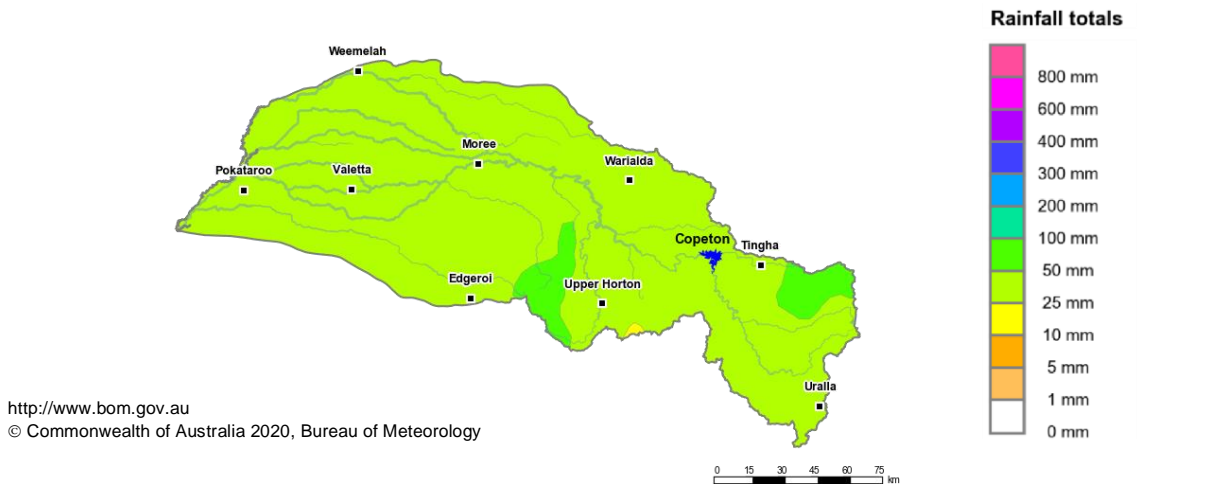 Rainfall totals
Weemelah
800 mm
600 mm
400 mm
Moree
Warialda
300 mm
Pokataroo
Valetta
200 mm
100 mm
Copeton
Tingha
50 mm
Edgeroi
Upper Horton
25 mm
10 mm
5 mm
Uralla
1 mm
http://www.bom.gov.au
© Commonwealth of Australia 2020, Bureau of Meteorology
0 mm
0 15 30 45 60 75
km